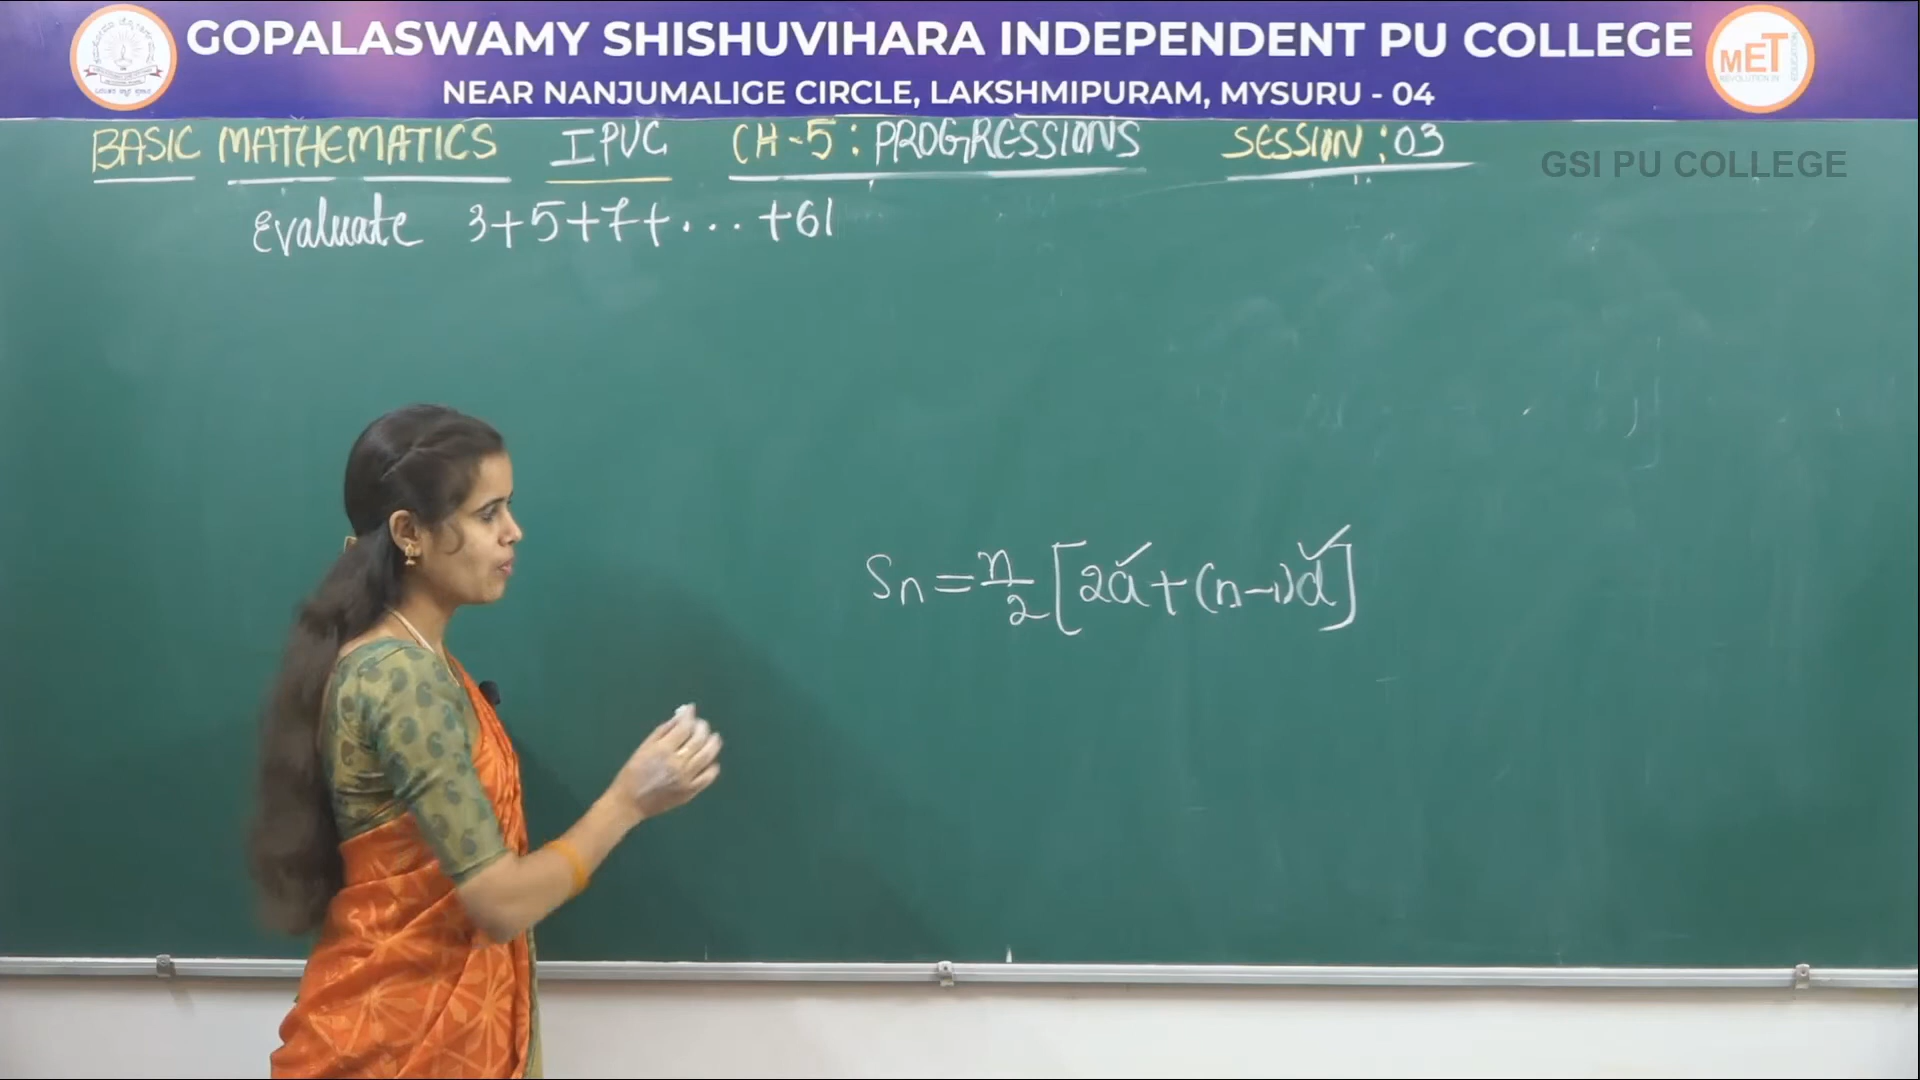 GOPALASWAMY SHISHUVIHARA INDEPENDENT PU COLLEGE
NEAR NANJUMALIGE CIRCLE, LAKSHMIPURAM, MYSURU - 04
MET
BASIC MATHEMATICS I PUC CH-5: PROGRESSIONS SESSION: 03
GSI PU COLLEGE
Evaluate 3+5+7+...+61
Sn = n/2 [2a+(n-1)d]